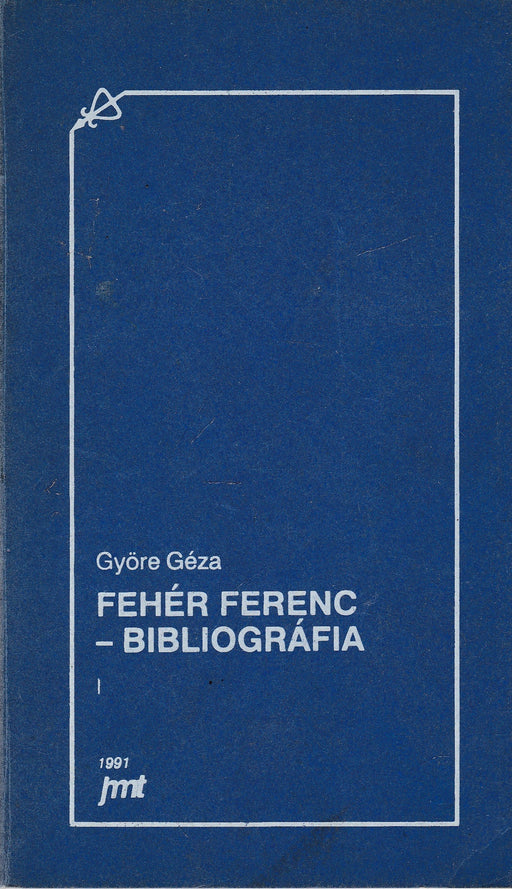 Györe Géza
FEHÉR FERENC
– BIBLIOGRÁFIA
I
1991
jmt